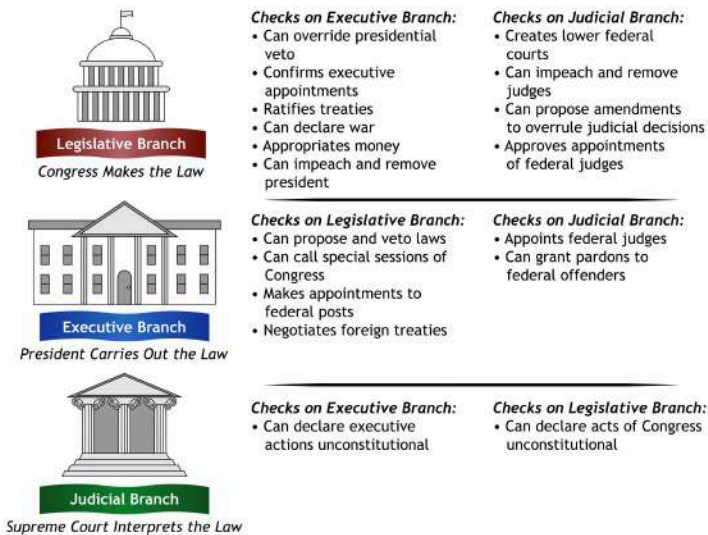 Legislative Branch
Congress Makes the Law
Checks on Executive Branch:
• Can override presidential
veto
• Confirms executive
appointments
• Ratifies treaties
• Can declare war
• Appropriates money
• Can impeach and remove
president
Checks on Judicial Branch:
• Creates lower federal
courts
• Can impeach and remove
judges
• Can propose amendments
to overrule judicial decisions
• Approves appointments
of federal judges
Executive Branch
President Carries Out the Law
Checks on Legislative Branch:
• Can propose and veto laws
• Can call special sessions of
Congress
• Makes appointments to
federal posts
• Negotiates foreign treaties
Checks on Judicial Branch:
• Appoints federal judges
• Can grant pardons to
federal offenders
Judicial Branch
Supreme Court Interprets the Law
Checks on Executive Branch:
• Can declare executive
actions unconstitutional
Checks on Legislative Branch:
• Can declare acts of Congress
unconstitutional